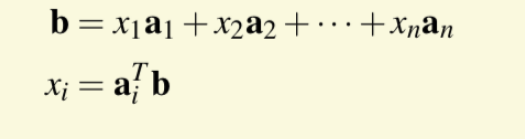 b = x₁a₁ + x₂a₂ + ⋯ + xₙaₙ
xᵢ = aᵢᵀb